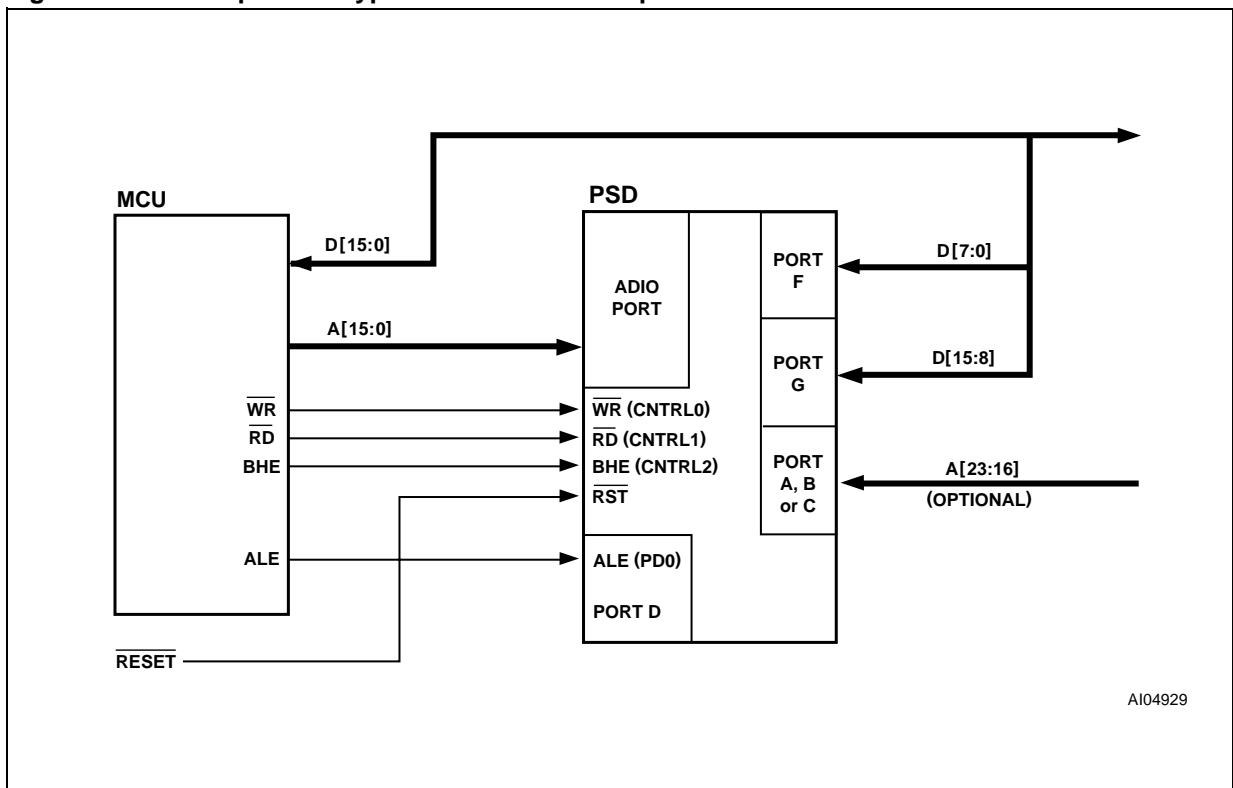 MCU
PSD
D[15:0]
A[15:0]
WR
RD
BHE
ALE
RESET
ADIO
PORT
WR (CNTRL0)
RD (CNTRL1)
BHE (CNTRL2)
RST
ALE (PD0)
PORT D
PORT
F
PORT
G
PORT
A, B
or C
D[7:0]
D[15:8]
A[23:16]
(OPTIONAL)
AI04929